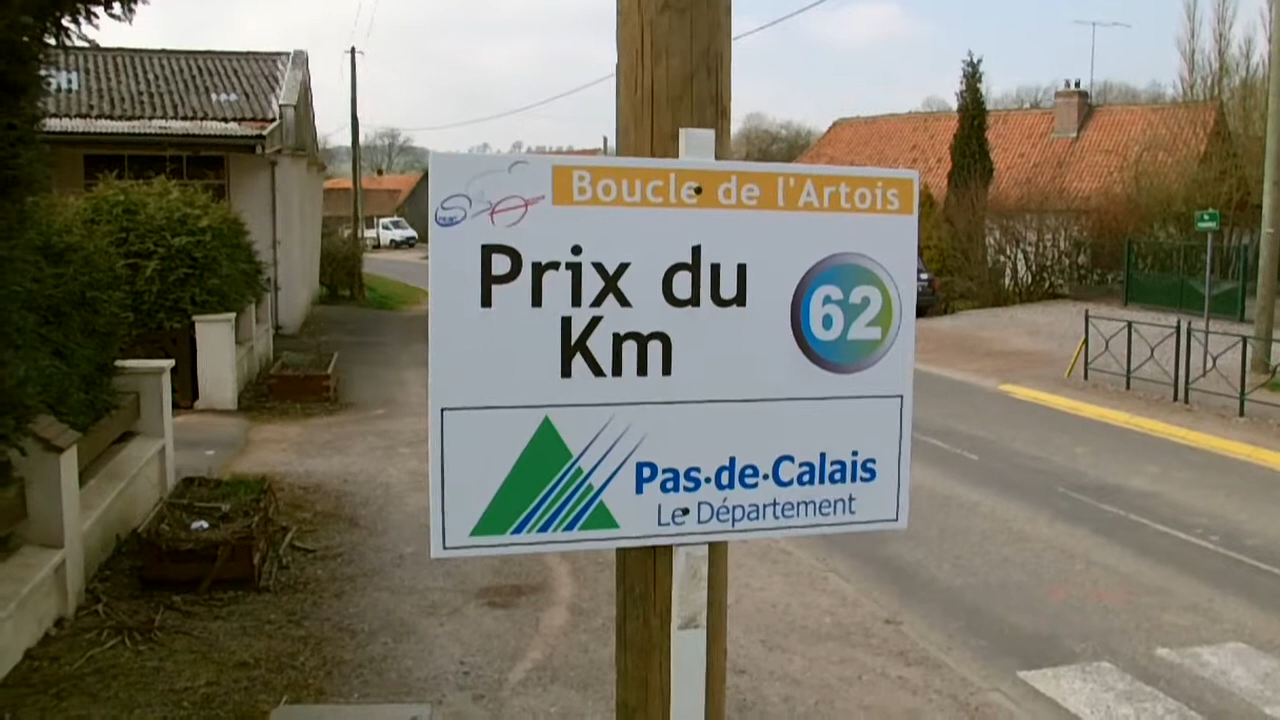 Boucle de l'Artois
Prix du
Km
62
Pas·de·Calais
Le Département